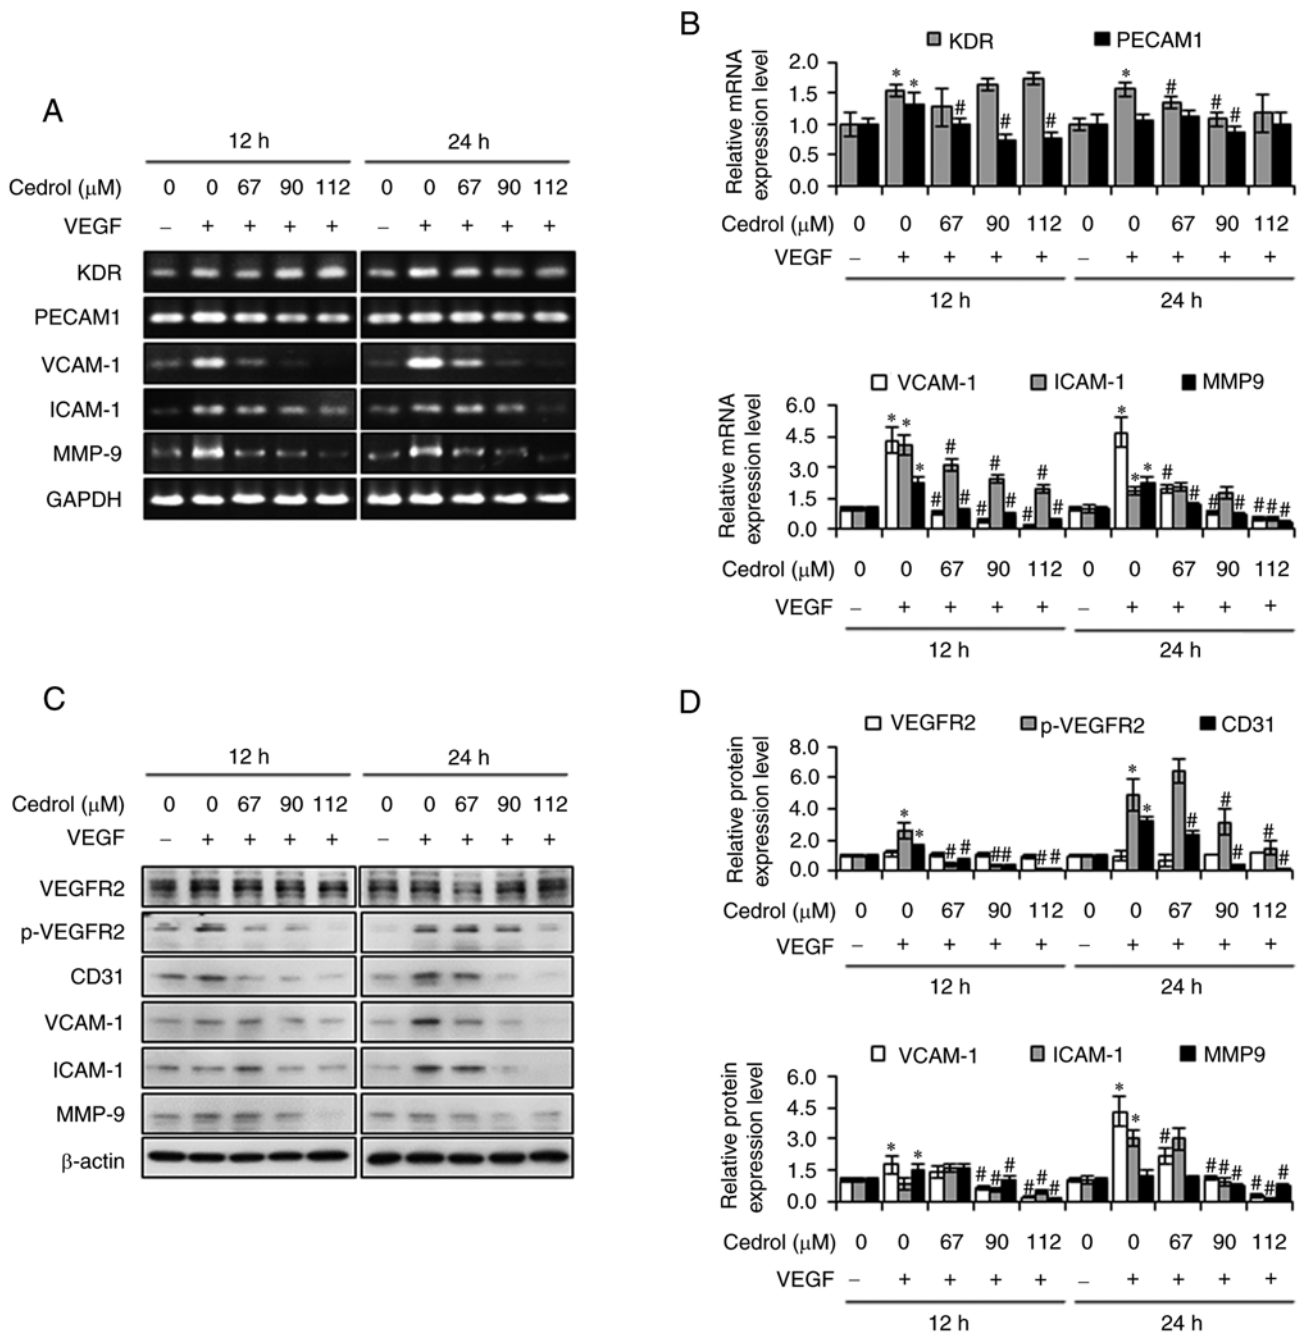 A
12 h 24 h
Cedrol (μM) 0 0 67 90 112 0 0 67 90 112
VEGF – + + + + – + + + +
KDR
PECAM1
VCAM-1
ICAM-1
MMP-9
GAPDH
B
KDR PECAM1
Relative mRNA
expression level
2.0
1.5
1.0
0.5
0.0
* * # # # * # # #
Cedrol (μM) 0 0 67 90 112 0 0 67 90 112
VEGF – + + + + – + + + +
12 h 24 h
VCAM-1 ICAM-1 MMP9
Relative mRNA
expression level
6.0
4.5
3.0
1.5
0.0
* * * # # # # # # # # # * * * # # # # # # #
Cedrol (μM) 0 0 67 90 112 0 0 67 90 112
VEGF – + + + + – + + + +
12 h 24 h
C
12 h 24 h
Cedrol (μM) 0 0 67 90 112 0 0 67 90 112
VEGF – + + + + – + + + +
VEGFR2
p-VEGFR2
CD31
VCAM-1
ICAM-1
MMP-9
β-actin
D
VEGFR2 p-VEGFR2 CD31
Relative protein
expression level
8.0
6.0
4.0
2.0
0.0
* * # # ## # # * * # # # # #
Cedrol (μM) 0 0 67 90 112 0 0 67 90 112
VEGF – + + + + – + + + +
12 h 24 h
VCAM-1 ICAM-1 MMP9
Relative protein
expression level
6.0
4.5
3.0
1.5
0.0
* * # # # # # # * * # ## # # # #
Cedrol (μM) 0 0 67 90 112 0 0 67 90 112
VEGF – + + + + – + + + +
12 h 24 h